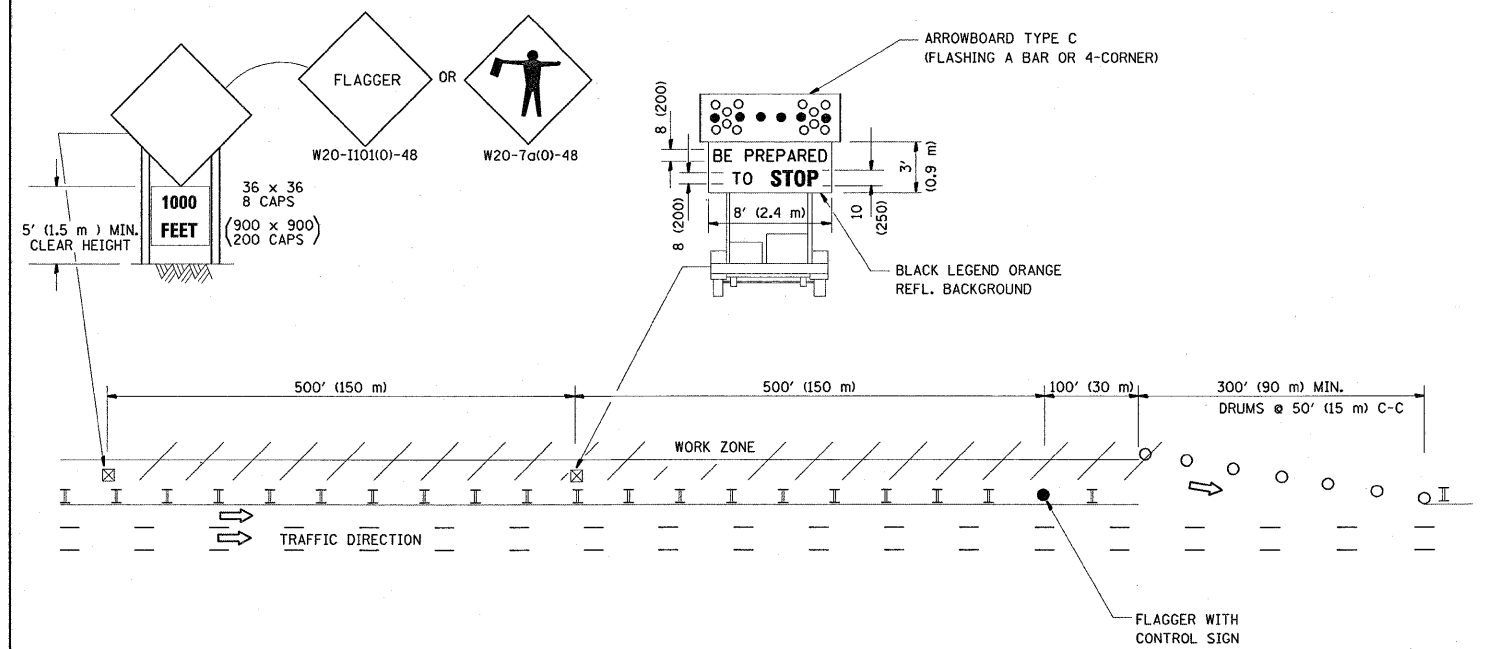 ARROWBOARD TYPE C
(FLASHING A BAR OR 4-CORNER)
FLAGGER
OR
W20-I101(O)-48
W20-7a(O)-48
8 (200)
BE PREPARED
TO STOP
3'
(0.9 m)
8 (200)
8' (2.4 m)
10
(250)
1000
FEET
36 x 36
8 CAPS
(900 x 900)
200 CAPS
5' (1.5 m ) MIN.
CLEAR HEIGHT
BLACK LEGEND ORANGE
REFL. BACKGROUND
500' (150 m)
500' (150 m)
100' (30 m)
300' (90 m) MIN.
DRUMS @ 50' (15 m) C-C
WORK ZONE
TRAFFIC DIRECTION
FLAGGER WITH
CONTROL SIGN